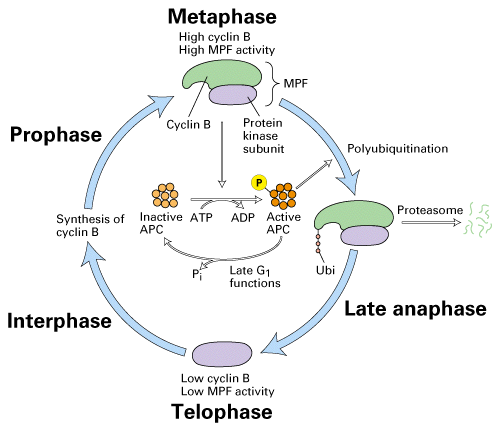 Metaphase
High cyclin B
High MPF activity
MPF
Cyclin B
Protein
kinase
subunit
Prophase
Polyubiquitination
P
Synthesis of
cyclin B
Inactive
APC
ATP
ADP
Active
APC
Proteasome
Pi
Late G1
functions
Ubi
Interphase
Late anaphase
Low cyclin B
Low MPF activity
Telophase